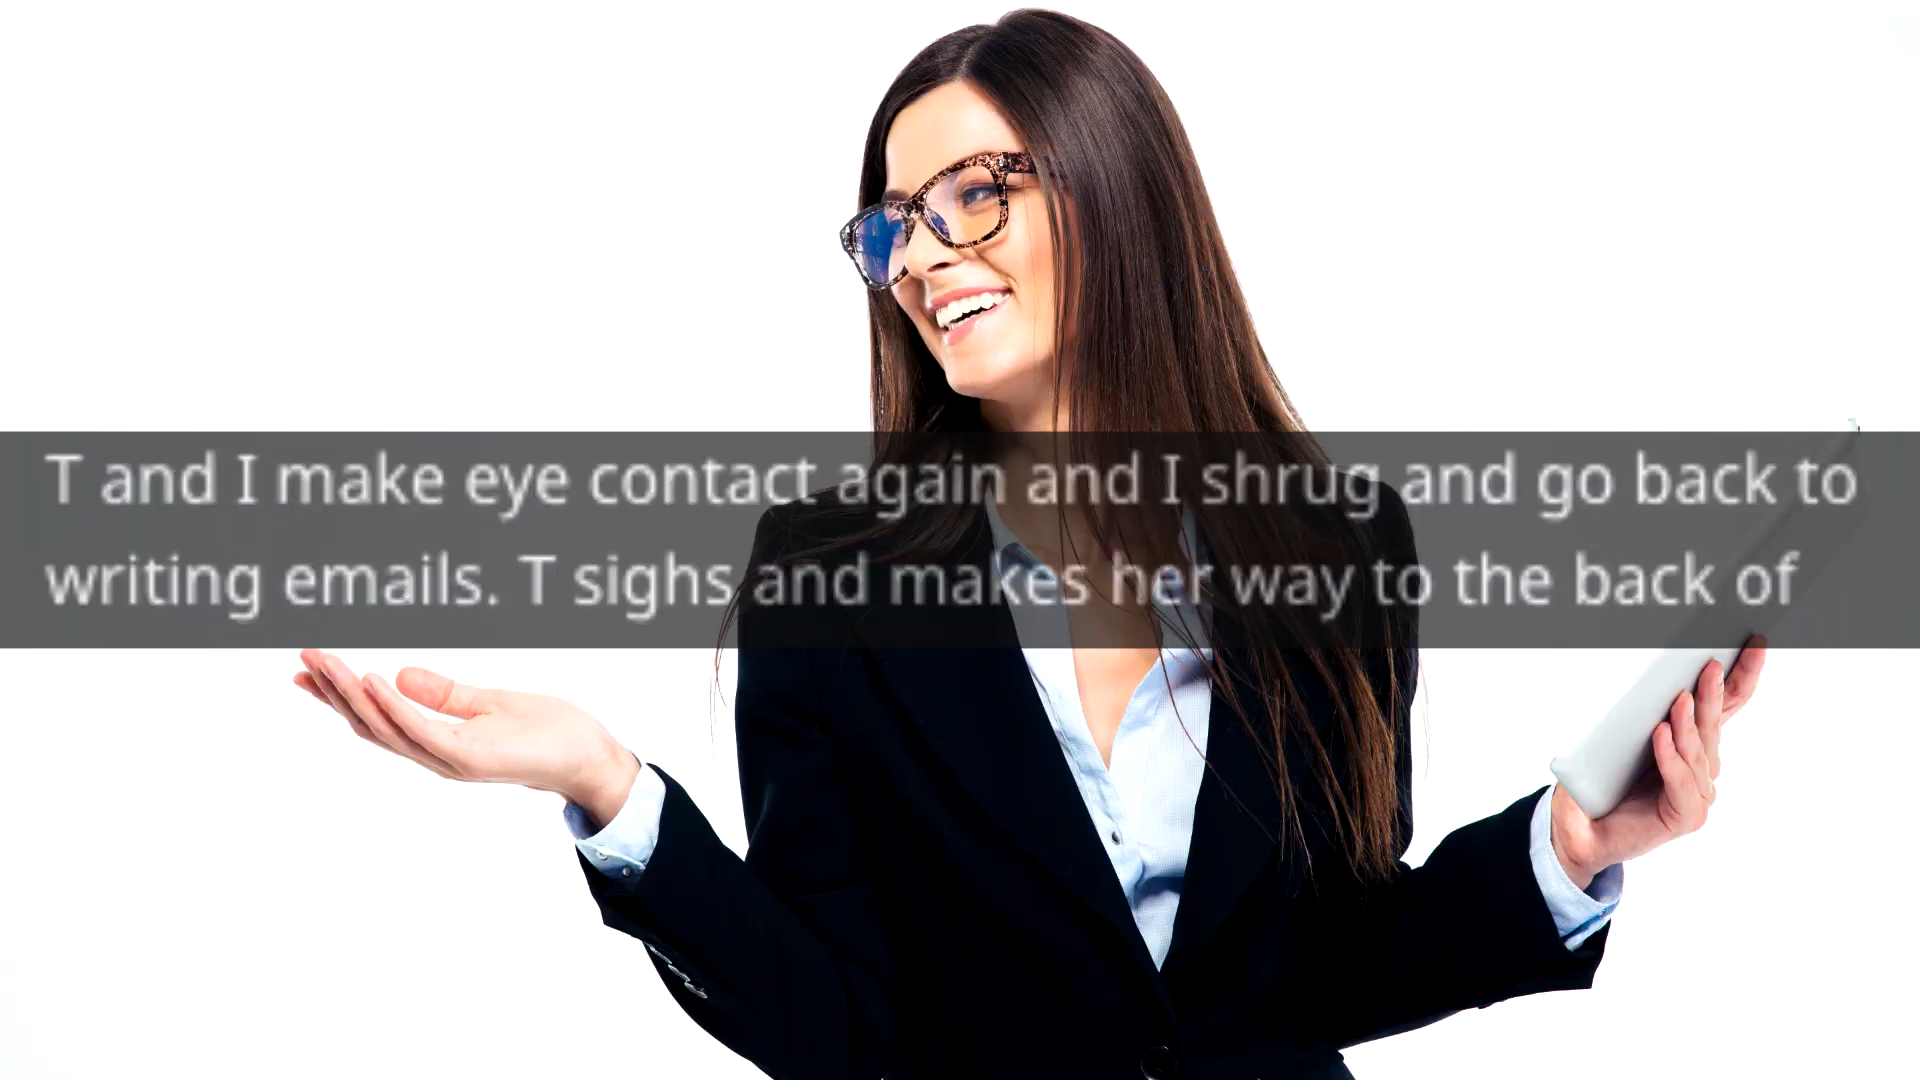 T and I make eye contact again and I shrug and go back to
writing emails. T sighs and makes her way to the back of